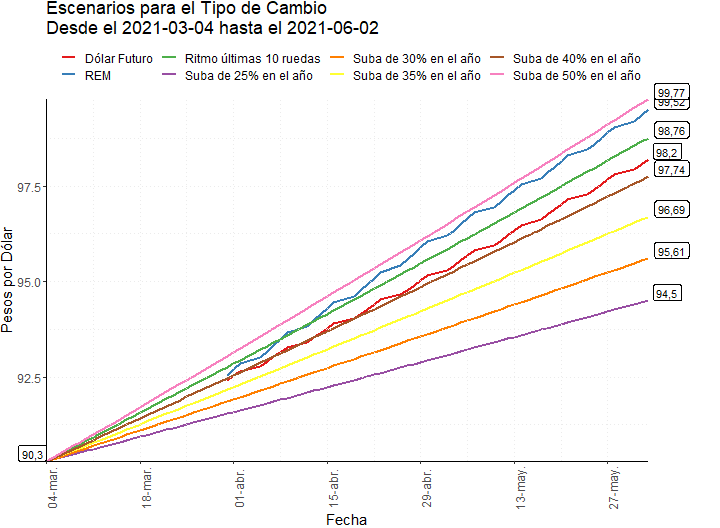 Escenarios para el Tipo de Cambio
Desde el 2021-03-04 hasta el 2021-06-02
Dólar Futuro
Ritmo últimas 10 ruedas
Suba de 30% en el año
Suba de 40% en el año
REM
Suba de 25% en el año
Suba de 35% en el año
Suba de 50% en el año
99,77
99,52
98,76
98,2
97,74
96,69
95,61
94,5
90,3
97.5
95.0
92.5
Pesos por Dólar
04-mar.
18-mar.
01-abr.
15-abr.
29-abr.
13-may.
27-may.
Fecha